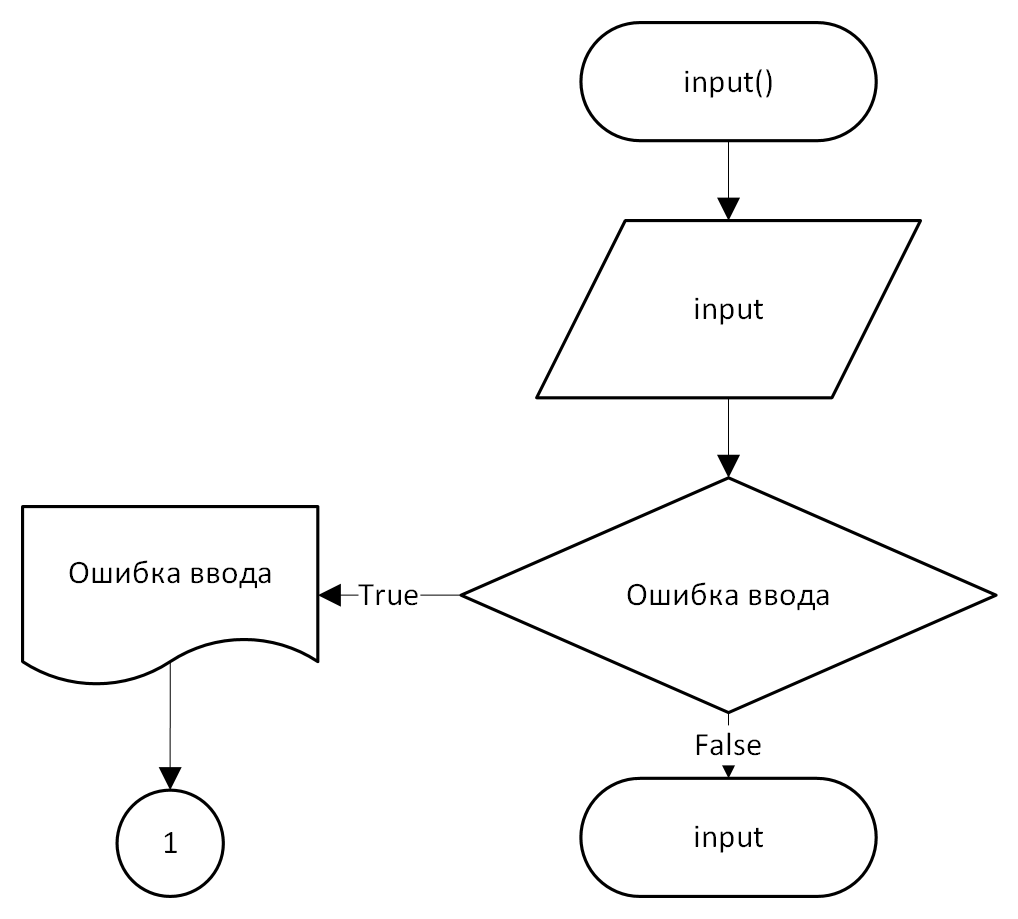 input()
input
Ошибка ввода
True
Ошибка ввода
False
input
1